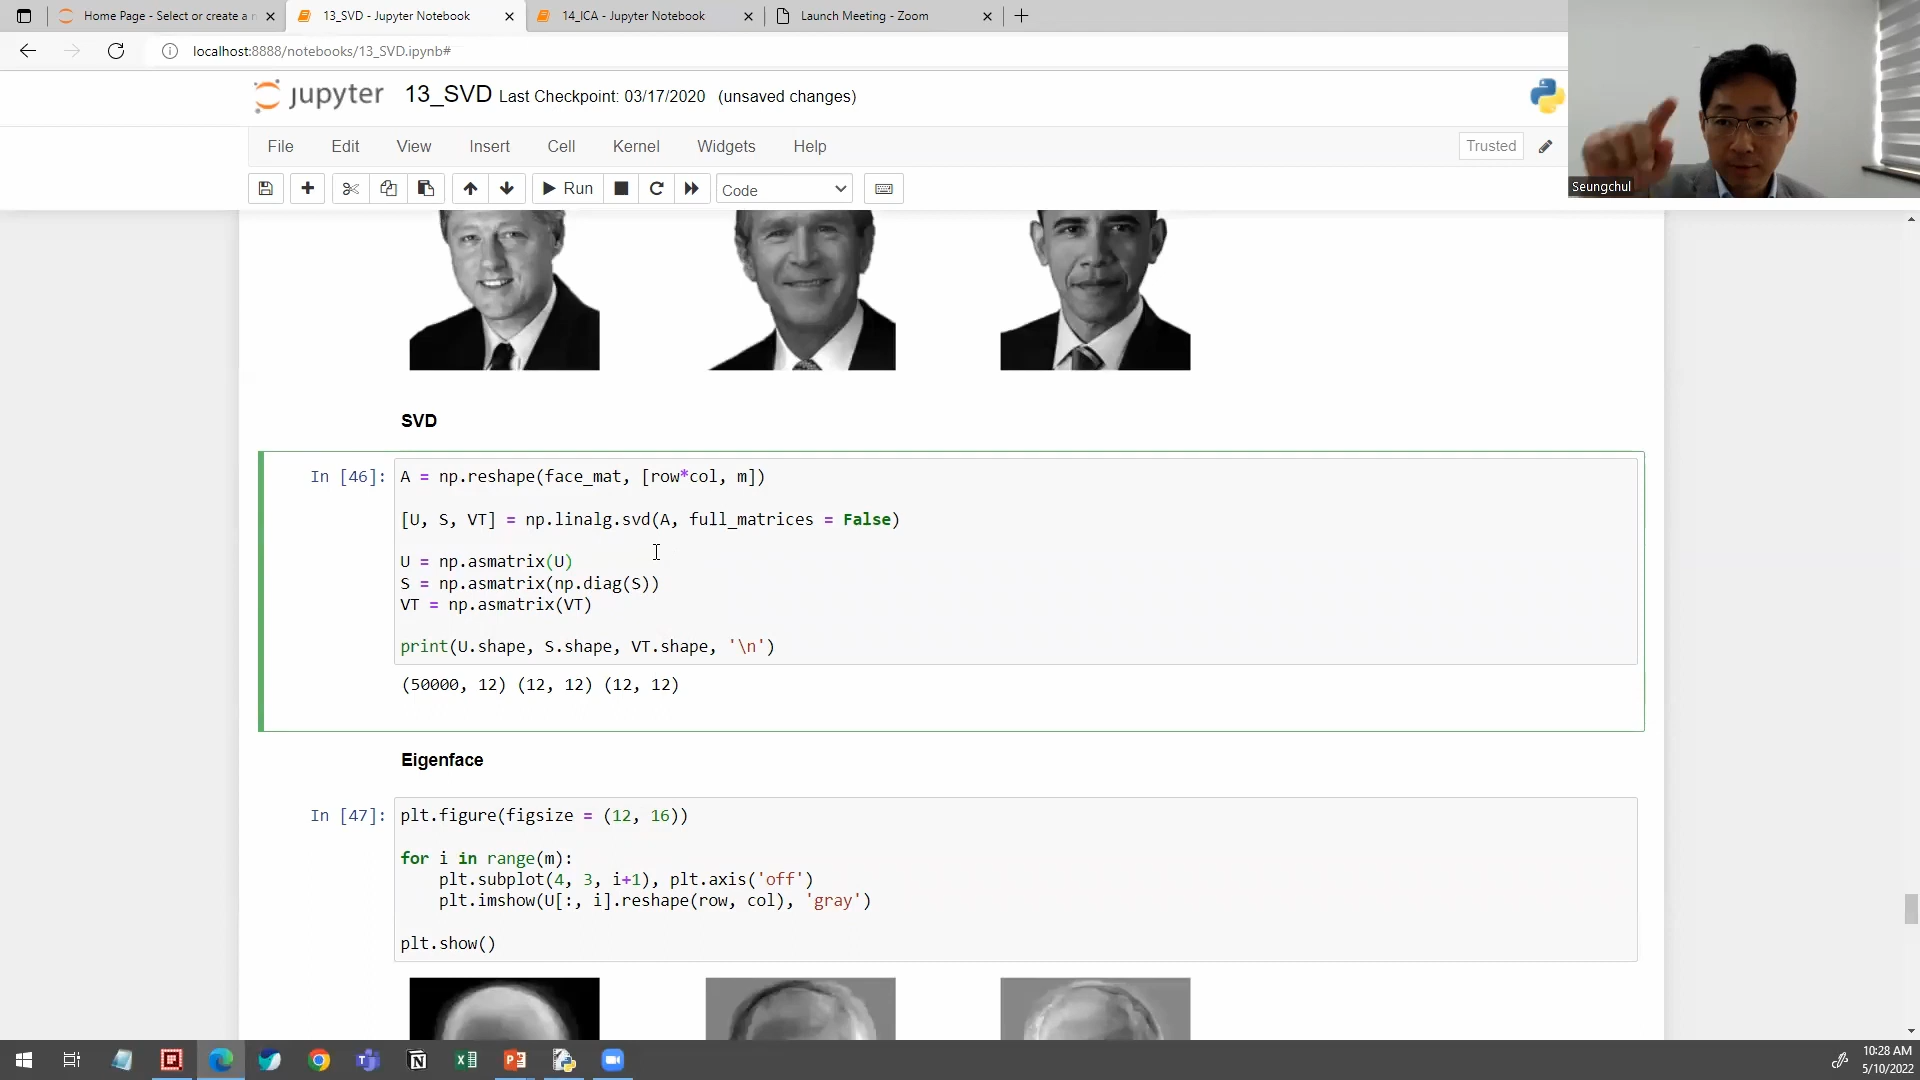 Home Page - Select or create a n
13_SVD - Jupyter Notebook
14_ICA - Jupyter Notebook
Launch Meeting - Zoom
localhost:8888/notebooks/13_SVD.ipynb#
jupyter 13_SVD Last Checkpoint: 03/17/2020 (unsaved changes)
File Edit View Insert Cell Kernel Widgets Help
Trusted
Seungchul
Run
Code
SVD
In [46]: A = np.reshape(face_mat, [row*col, m])
[U, S, VT] = np.linalg.svd(A, full_matrices = False)
U = np.asmatrix(U)
S = np.asmatrix(np.diag(S))
VT = np.asmatrix(VT)
print(U.shape, S.shape, VT.shape, '\n')
(50000, 12) (12, 12) (12, 12)
Eigenface
In [47]: plt.figure(figsize = (12, 16))
for i in range(m):
plt.subplot(4, 3, i+1), plt.axis('off')
plt.imshow(U[:, i].reshape(row, col), 'gray')
plt.show()
10:28 AM
5/10/2022